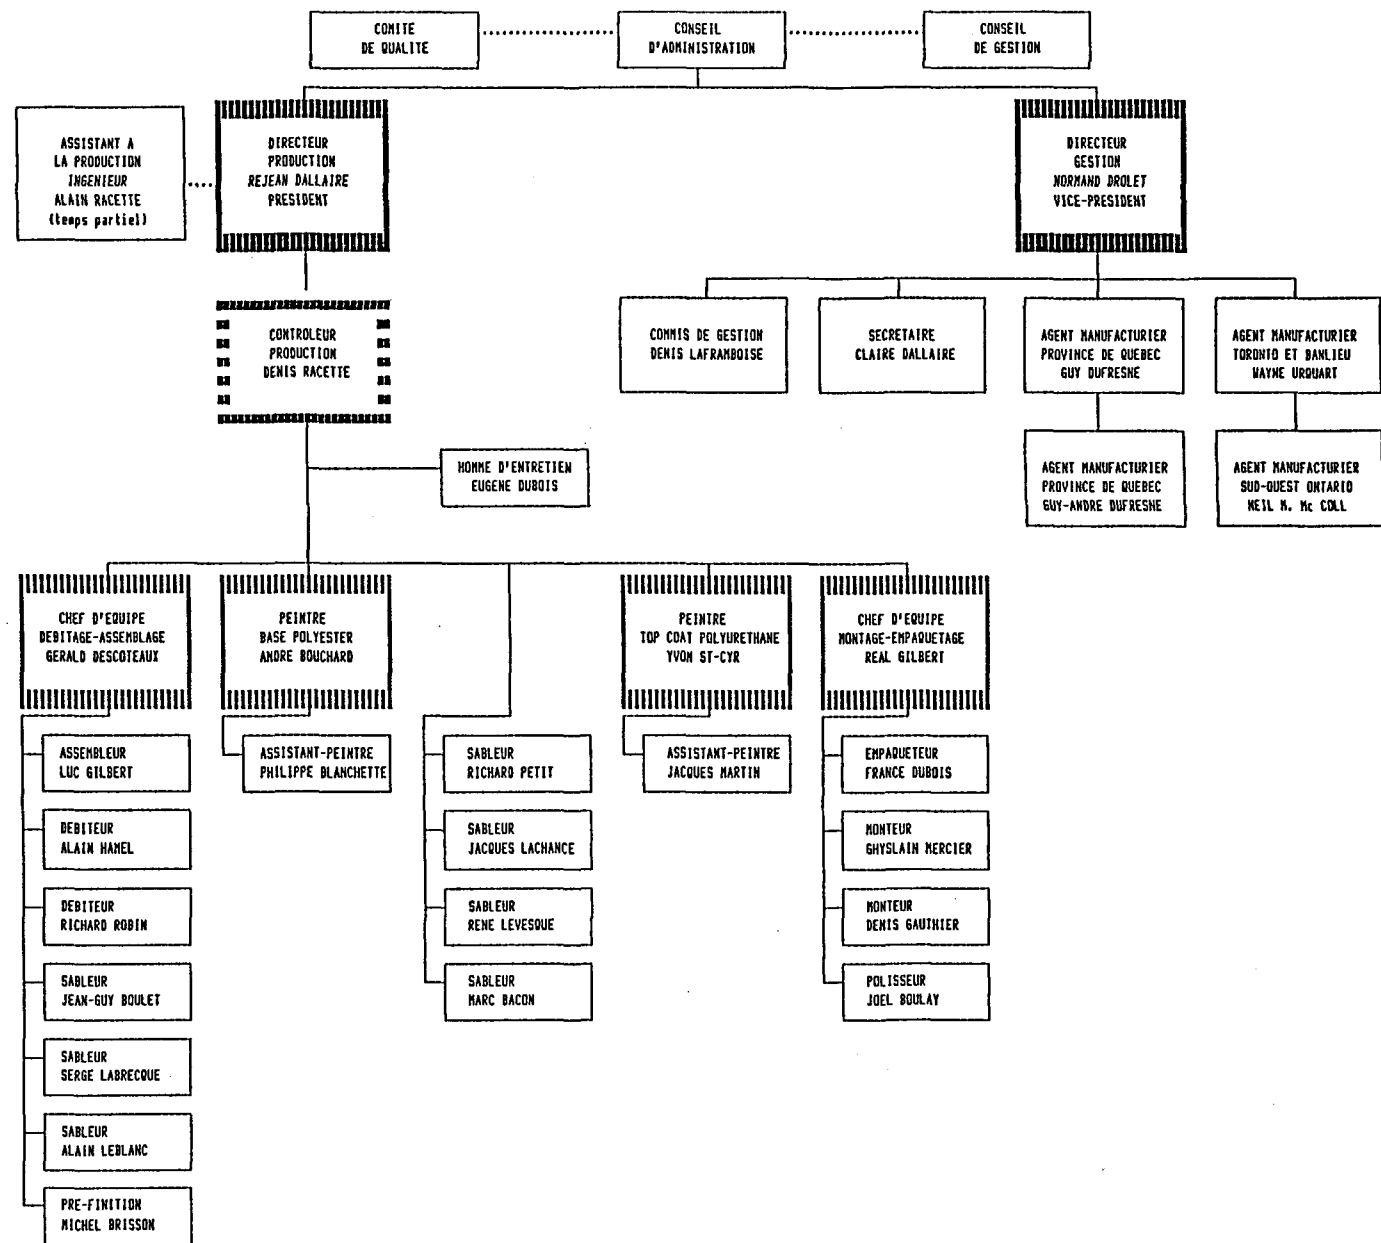 COMITE
DE QUALITE
CONSEIL
D'ADMINISTRATION
CONSEIL
DE GESTION
ASSISTANT A
LA PRODUCTION
INGENIEUR
ALAIN RACETTE
(temps partiel)
DIRECTEUR
PRODUCTION
REJEAN DALLAIRE
PRESIDENT
DIRECTEUR
GESTION
NORMAND DROLET
VICE-PRESIDENT
CONTROLEUR
PRODUCTION
DENIS RACETTE
COMMIS DE GESTION
DENIS LAFRAMBOISE
SECRETAIRE
CLAIRE DALLAIRE
AGENT MANUFACTURIER
PROVINCE DE QUEBEC
GUY DUFRESNE
AGENT MANUFACTURIER
TORONTO ET BANLIEU
WAYNE URQUART
HOMME D'ENTRETIEN
EUGENE DUBOIS
AGENT MANUFACTURIER
PROVINCE DE QUEBEC
GUY-ANDRE DUFRESNE
AGENT MANUFACTURIER
SUD-OUEST ONTARIO
NEIL M. Mc COLL
CHEF D'EQUIPE
DEBITAGE-ASSEMBLAGE
GERALD DESCOTEAUX
PEINTRE
BASE POLYESTER
ANDRE BOUCHARD
PEINTRE
TOP COAT POLYURETHANE
YVON ST-CYR
CHEF D'EQUIPE
MONTAGE-EMPAQUETAGE
REAL GILBERT
ASSEMBLEUR
LUC GILBERT
DEBITEUR
ALAIN HAMEL
DEBITEUR
RICHARD ROBIN
SABLEUR
JEAN-GUY BOULET
SABLEUR
SERGE LABRECQUE
SABLEUR
ALAIN LEBLANC
PRE-FINITION
MICHEL BRISSON
ASSISTANT-PEINTRE
PHILIPPE BLANCHETTE
SABLEUR
RICHARD PETIT
SABLEUR
JACQUES LACHANCE
SABLEUR
RENE LEVESQUE
SABLEUR
MARC BACON
ASSISTANT-PEINTRE
JACQUES MARTIN
EMPAQUETEUR
FRANCE DUBOIS
MONTEUR
GHYSLAIN MERCIER
MONTEUR
DENIS GAUTHIER
POLISSEUR
JOEL BOULAY